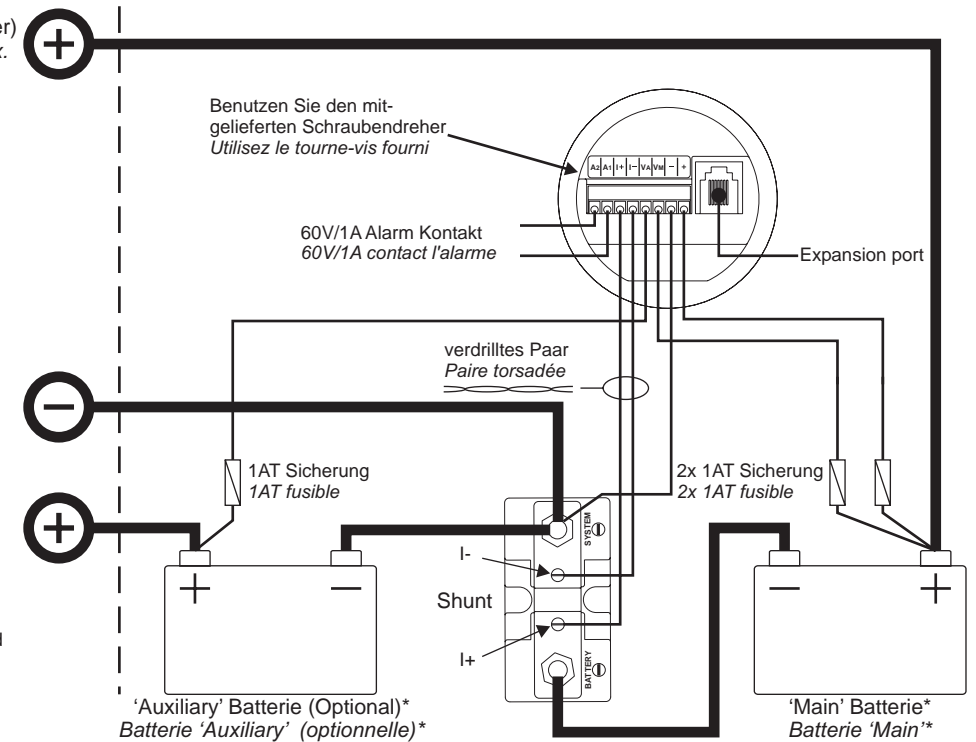 er)
x.
Benutzen Sie den mit-
gelieferten Schraubendreher
Utilisez le tourne-vis fourni
A2 A1 I+ I- VA VM - +
60V/1A Alarm Kontakt
60V/1A contact l'alarme
Expansion port
verdrilltes Paar
Paire torsadée
1AT Sicherung
1AT fusible
2x 1AT Sicherung
2x 1AT fusible
SYSTEM
I-
Shunt
I+
BATTERY
'Auxiliary' Batterie (Optional)*
Batterie 'Auxiliary' (optionnelle)*
'Main' Batterie*
Batterie 'Main'*